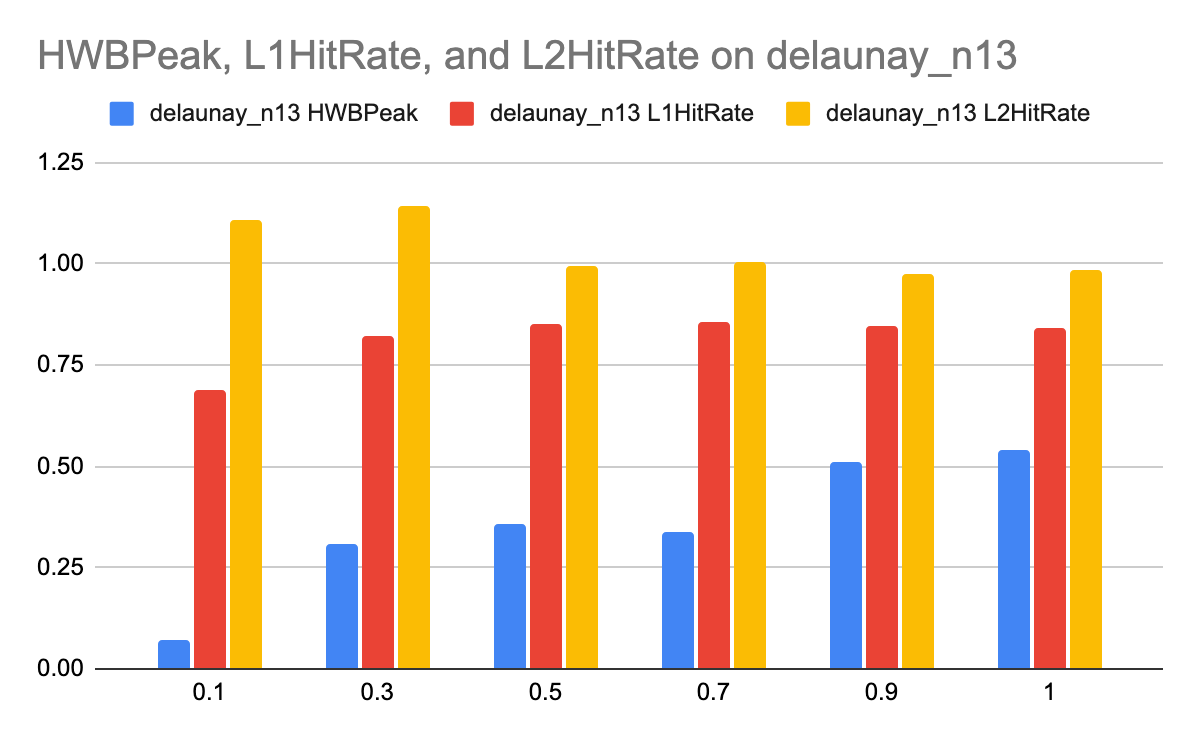 HWBPeak, L1HitRate, and L2HitRate on delaunay_n13
delaunay_n13 HWBPeak delaunay_n13 L1HitRate delaunay_n13 L2HitRate
1.25
1.00
0.75
0.50
0.25
0.00
0.1 0.3 0.5 0.7 0.9 1